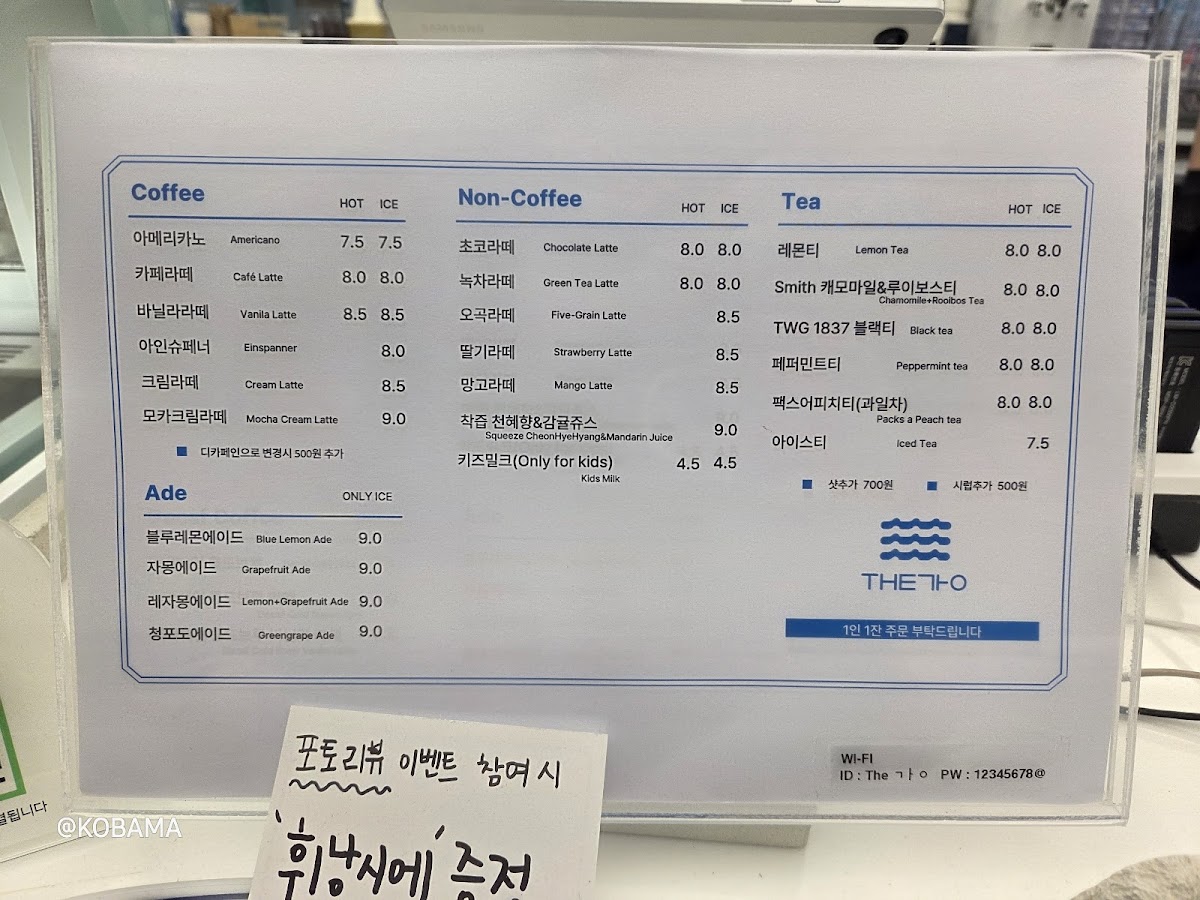 Coffee HOT ICE
아메리카노 Americano 7.5 7.5
카페라떼 Café Latte 8.0 8.0
바닐라라떼 Vanila Latte 8.5 8.5
아인슈페너 Einspanner 8.0
크림라떼 Cream Latte 8.5
모카크림라떼 Mocha Cream Latte 9.0
디카페인으로 변경시 500원 추가
Ade ONLY ICE
블루레몬에이드 Blue Lemon Ade 9.0
자몽에이드 Grapefruit Ade 9.0
레자몽에이드 Lemon+Grapefruit Ade 9.0
청포도에이드 Greengrape Ade 9.0
Non-Coffee HOT ICE
초코라떼 Chocolate Latte 8.0 8.0
녹차라떼 Green Tea Latte 8.0 8.0
오곡라떼 Five-Grain Latte 8.5
딸기라떼 Strawberry Latte 8.5
망고라떼 Mango Latte 8.5
착즙 천혜향&감귤쥬스 9.0
Squeeze CheonHyeHyang&Mandarin Juice
키즈밀크(Only for kids) 4.5 4.5
Kids Milk
Tea HOT ICE
레몬티 Lemon Tea 8.0 8.0
Smith 캐모마일&루이보스티 8.0 8.0
Chamomile+Rooibos Tea
TWG 1837 블랙티 Black tea 8.0 8.0
페퍼민트티 Peppermint tea 8.0 8.0
팩스어피치티(과일차) 8.0 8.0
Packs a Peach tea
아이스티 Iced Tea 7.5
샷추가 700원 시럽추가 500원
THE가ㅇ
1인 1잔 주문 부탁드립니다
WI-FI
ID : The ㄱㅏㅇ PW : 12345678@
포토리뷰 이벤트 참여시
'휘낭시에' 증정
@KOBAMA